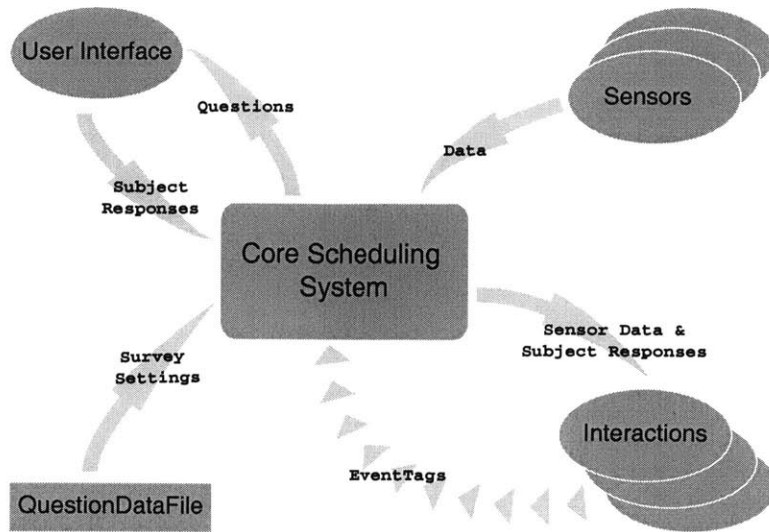 User Interface
Sensors
Questions
Data
Subject
Responses
Core Scheduling
System
Sensor Data &
Subject Responses
Survey
Settings
Interactions
EventTags
QuestionDataFile